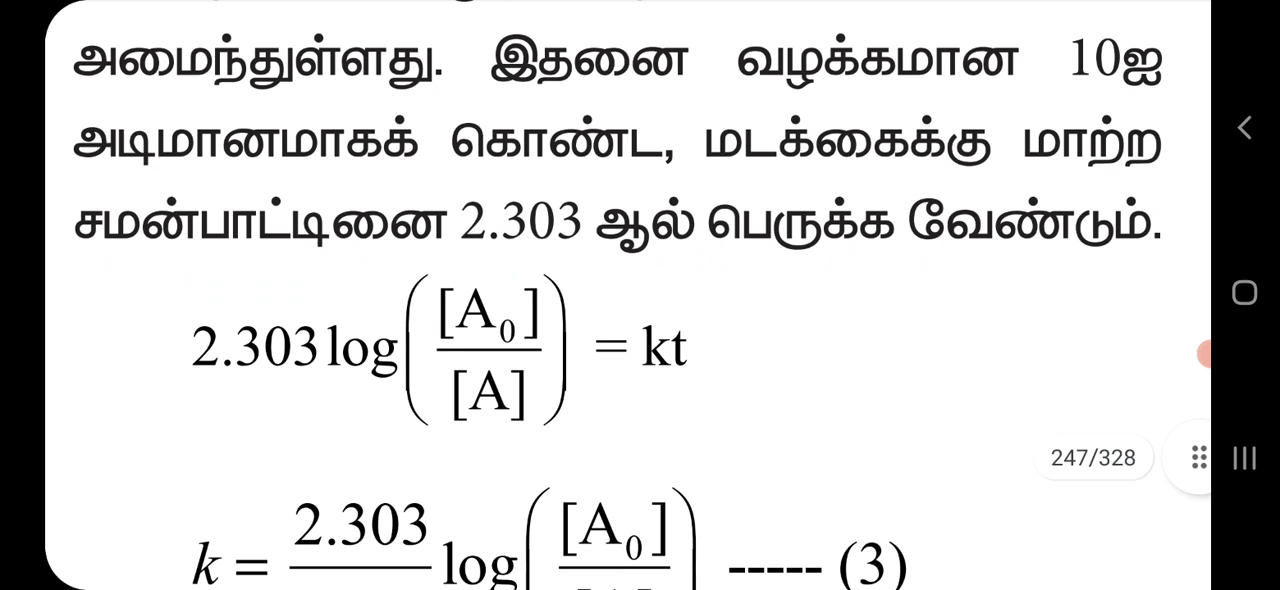 அமைந்துள்ளது. இதனை வழக்கமான 10ஐ
அடிமானமாகக் கொண்ட, மடக்கைக்கு மாற்ற
சமன்பாட்டினை 2.303 ஆல் பெருக்க வேண்டும்.
2.303 log([A₀]/[A]) = kt
247/328
k = 2.303 log([A₀] ----- (3)